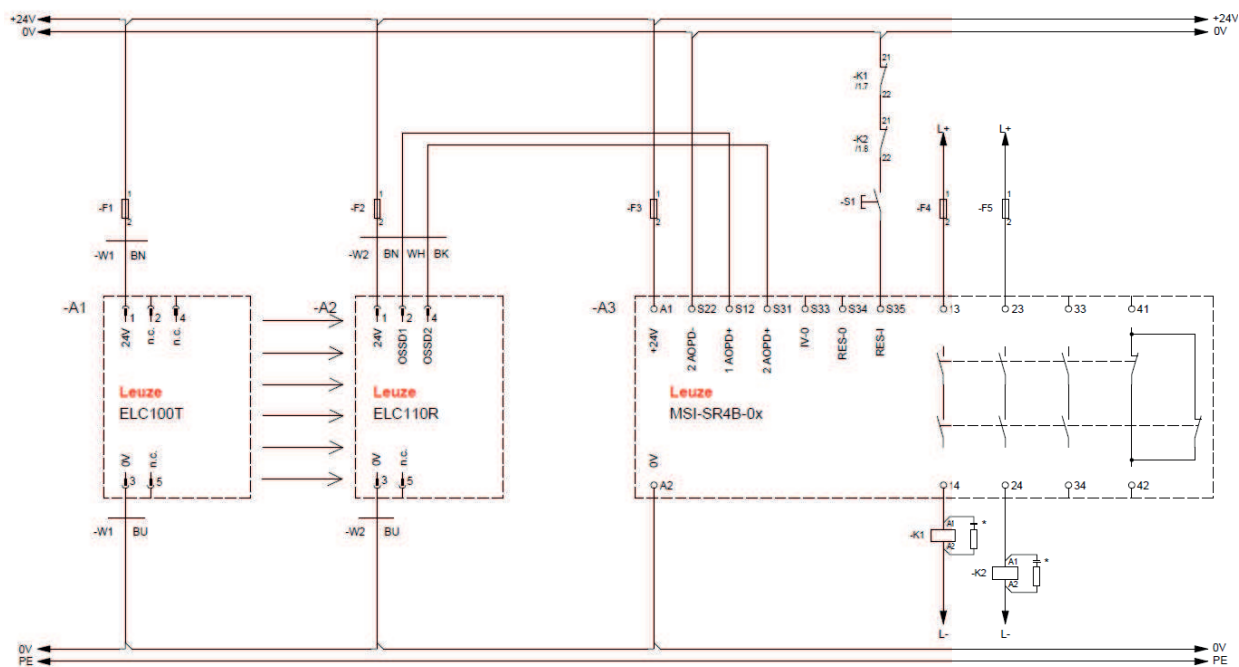 +24V +24V
0V 0V
21
-K1
/1.7
22
21
-K2
/1.8
22
L+ L+
-F1 1 2
-F2 1 2
-F3 1 2
-S1
-F4 1 2
-F5 1 2
-W1 BN
-W2 BN WH BK
-A1
1 2 4
24V n.c. n.c.
Leuze
ELC100T
0V n.c.
3 5
-A2
1 2 4
24V OSSD1 OSSD2
Leuze
ELC110R
0V n.c.
3 5
-A3
A1 S22 S12 S31 S33 S34 S35 13 23 33 41
+24V 2 AOPD- 1 AOPD+ 2 AOPD+ IV-0 RES-0 RES-I
Leuze
MSI-SR4B-0x
0V
A2 14 24 34 42
-W1 BU
-W2 BU
-K1 A1 A2 *
-K2 A1 A2 *
L- L-
0V 0V
PE PE